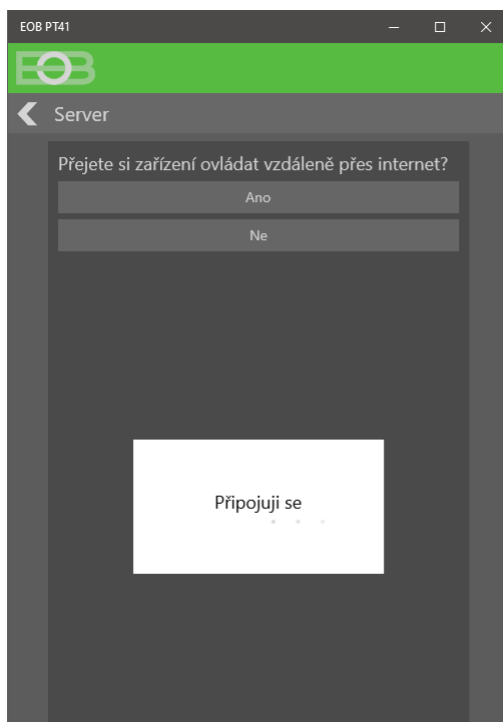 EOB PT41
EOB
Server
Přejete si zařízení ovládat vzdáleně přes internet?
Ano
Ne
Připojuji se